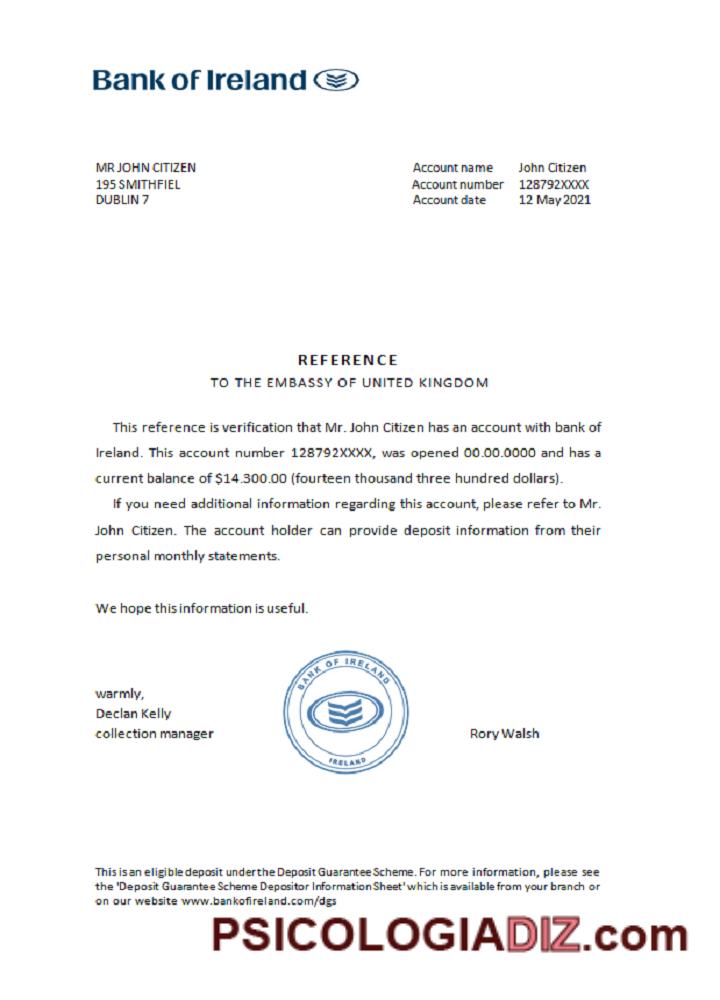 Bank of Ireland
MR JOHN CITIZEN
195 SMITHFIEL
DUBLIN 7
Account name John Citizen
Account number 128792XXXX
Account date 12 May 2021
REFERENCE
TO THE EMBASSY OF UNITED KINGDOM
This reference is verification that Mr. John Citizen has an account with bank of
Ireland. This account number 128792XXXX, was opened 00.00.0000 and has a
current balance of $14.300.00 (fourteen thousand three hundred dollars).
If you need additional information regarding this account, please refer to Mr.
John Citizen. The account holder can provide deposit information from their
personal monthly statements.
We hope this information is useful.
warmly,
Declan Kelly
collection manager
BANK OF IRELAND
IRELAND
Rory Walsh
This is an eligible deposit under the Deposit Guarantee Scheme. For more information, please see
the 'Deposit Guarantee Scheme Depositor Information Sheet' which is available from your branch or
on our website www.bankofireland.com/dgs
PSICOLOGIADIZ.com